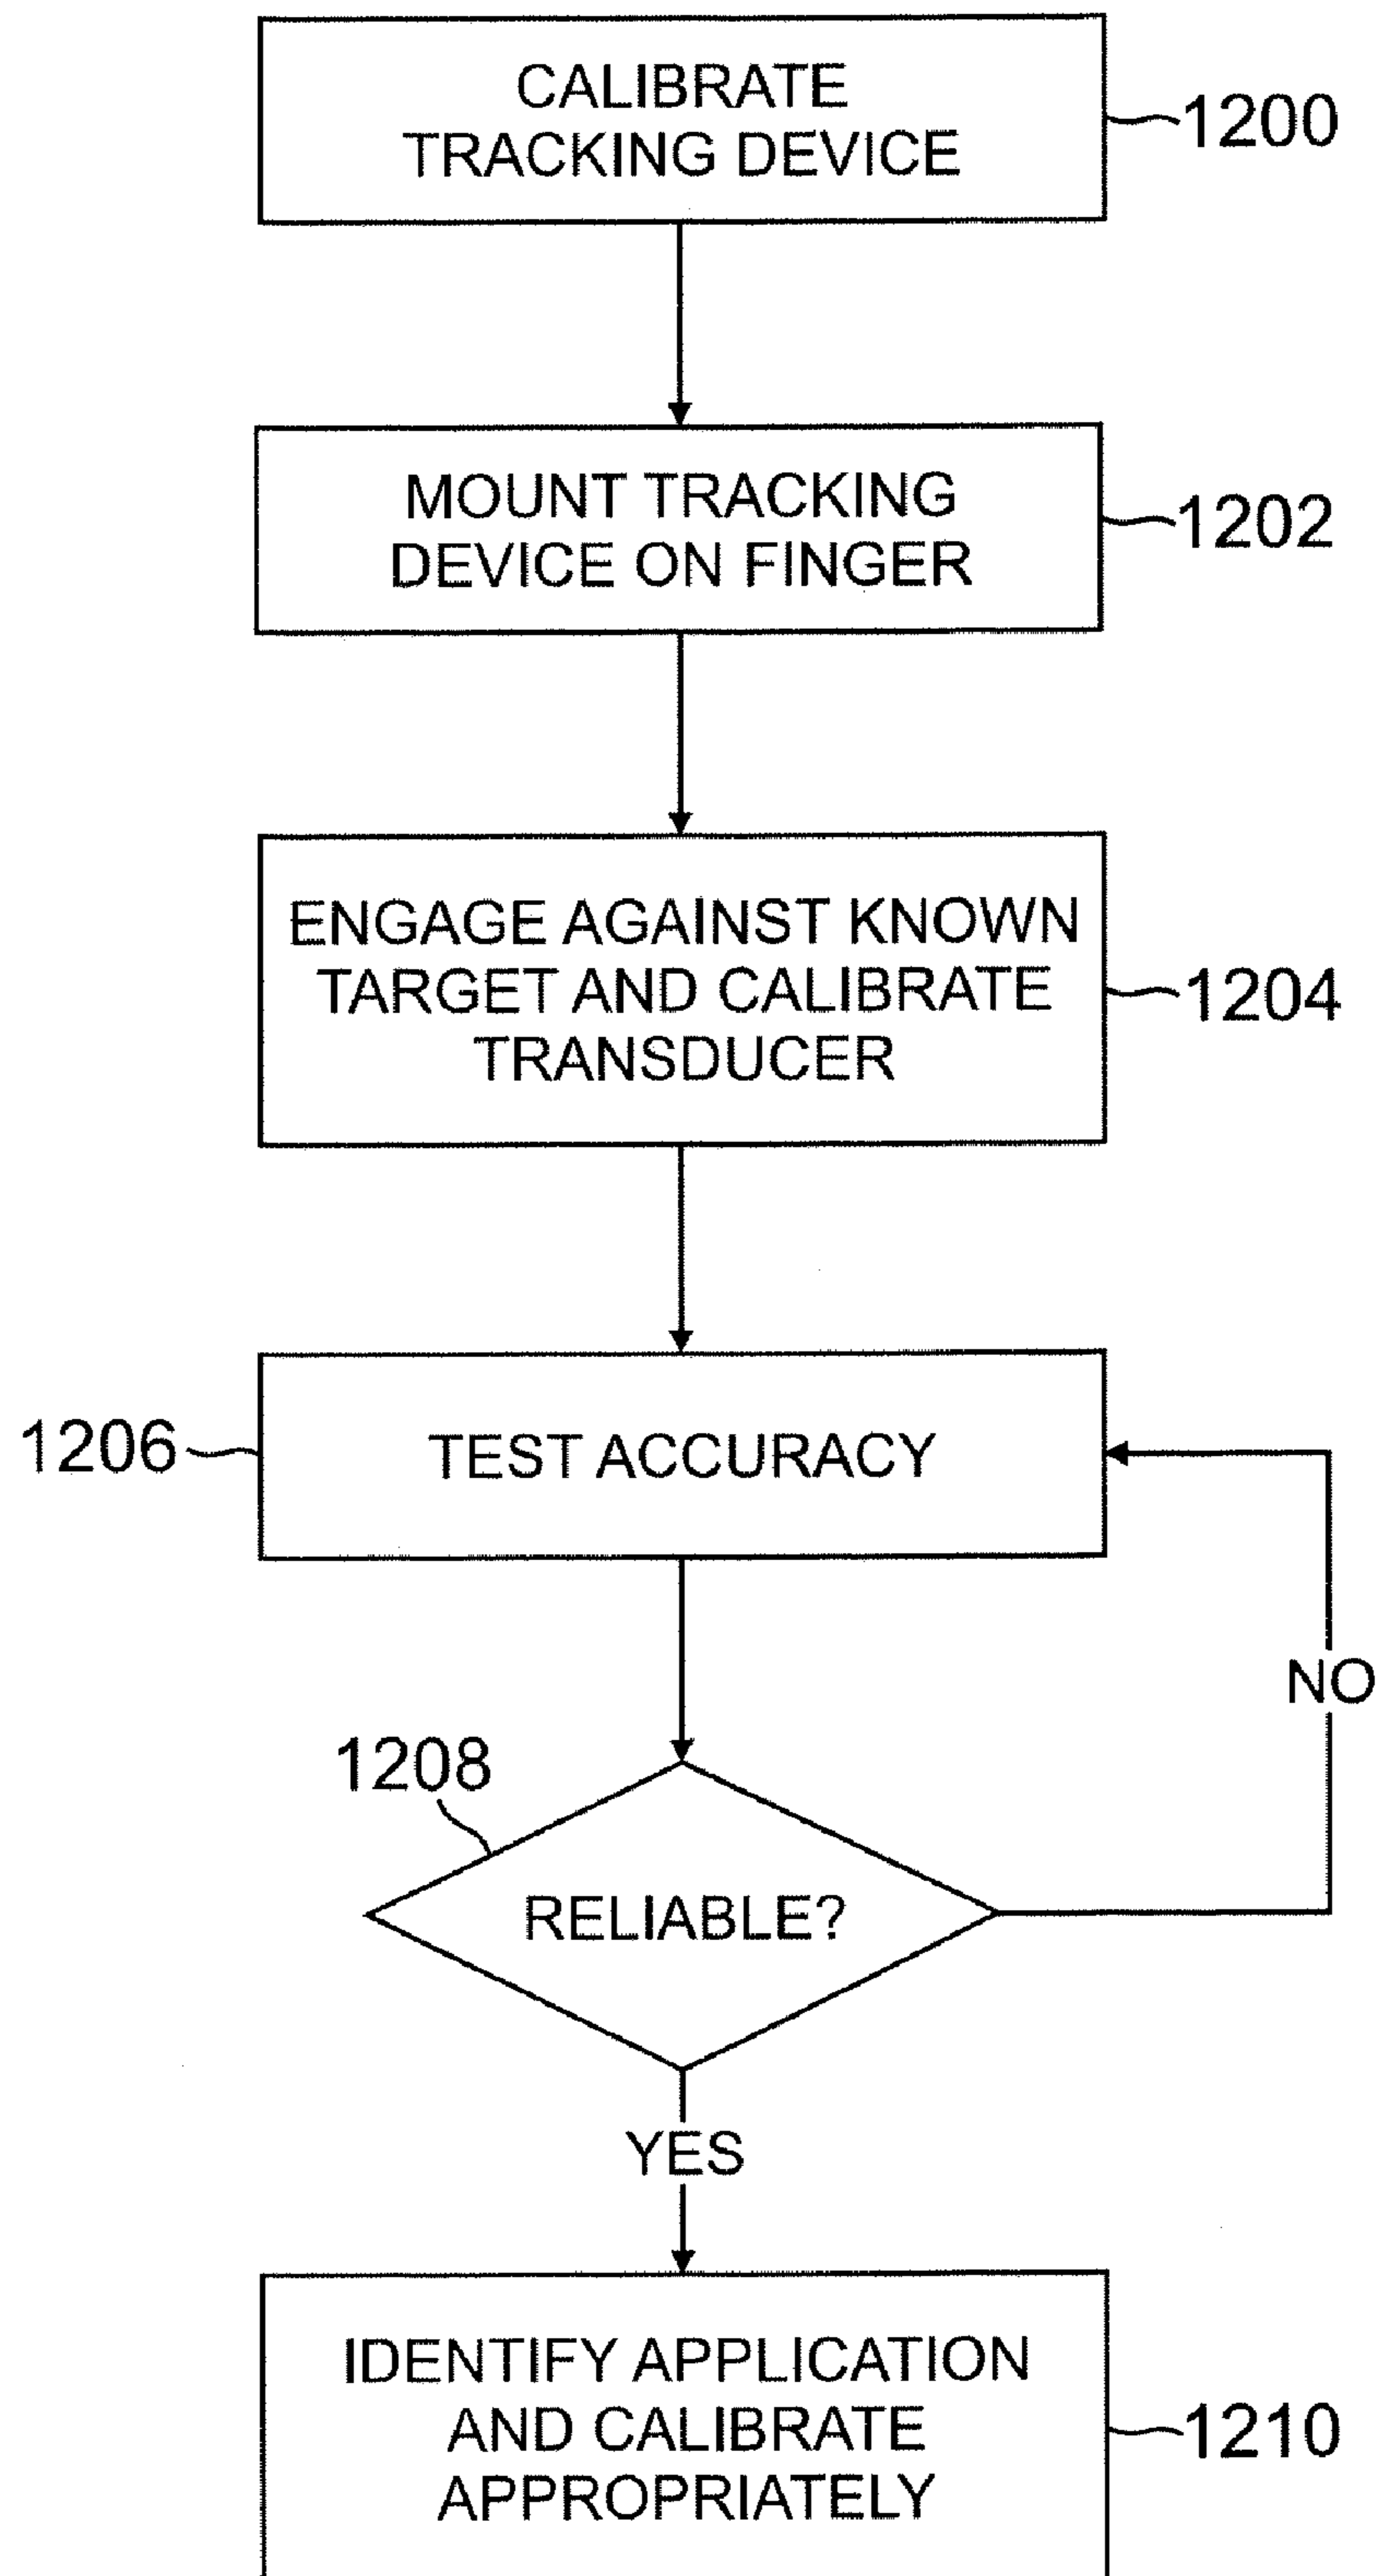 CALIBRATE
TRACKING DEVICE
1200
MOUNT TRACKING
DEVICE ON FINGER
1202
ENGAGE AGAINST KNOWN
TARGET AND CALIBRATE
TRANSDUCER
1204
1206
TEST ACCURACY
NO
1208
RELIABLE?
YES
IDENTIFY APPLICATION
AND CALIBRATE
APPROPRIATELY
1210